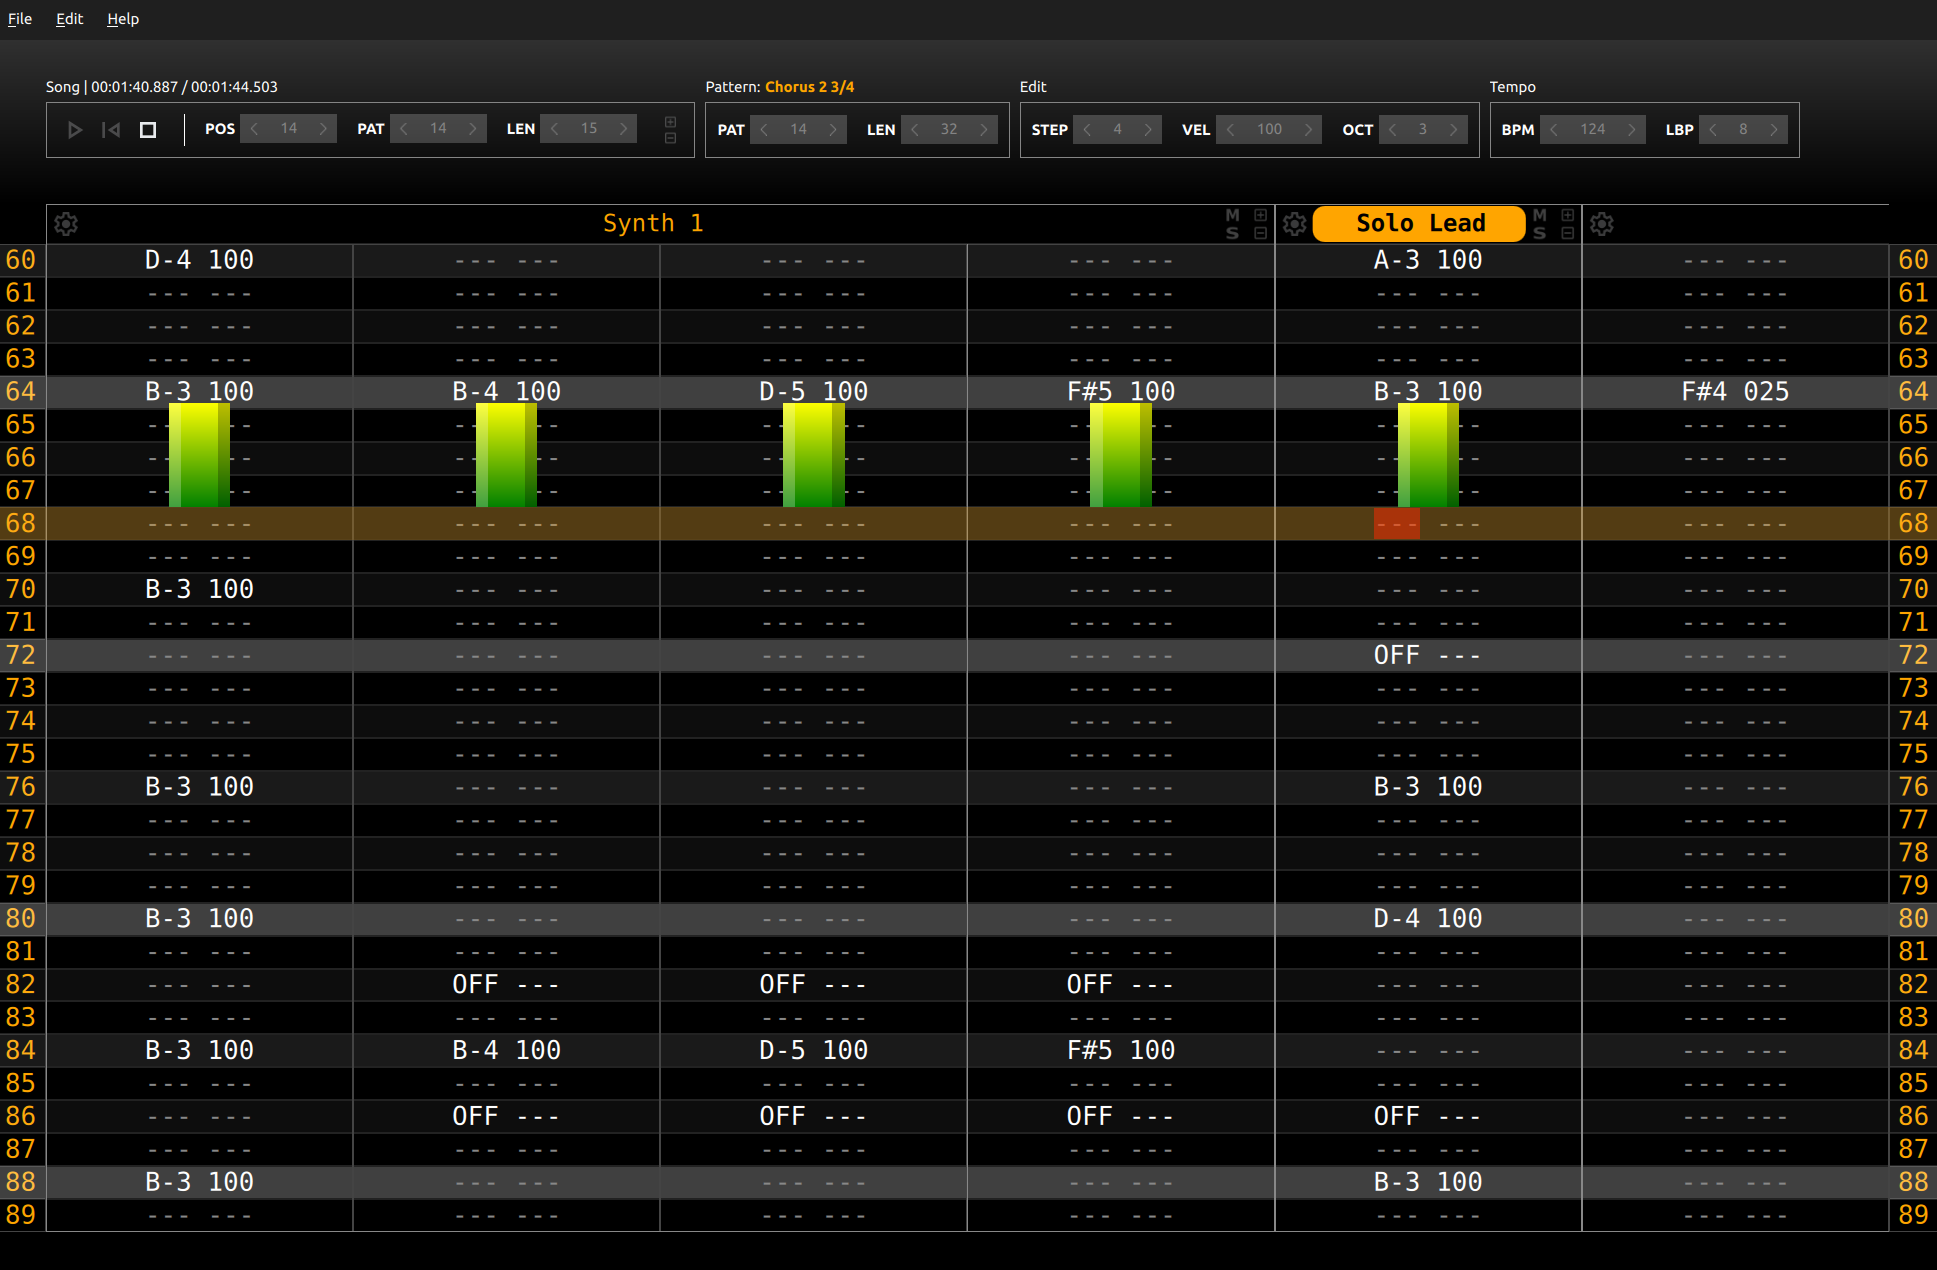 File Edit Help
Song | 00:01:40.887 / 00:01:44.503 Pattern: Chorus 2 3/4 Edit Tempo
POS 14 PAT 14 LEN 15 PAT 14 LEN 32 STEP 4 VEL 100 OCT 3 BPM 124 LBP 8
Synth 1 M S Solo Lead M S
60 D-4 100 --- --- --- --- --- --- A-3 100 --- --- 60
61 --- --- --- --- --- --- --- --- --- --- --- --- 61
62 --- --- --- --- --- --- --- --- --- --- --- --- 62
63 --- --- --- --- --- --- --- --- --- --- --- --- 63
64 B-3 100 B-4 100 D-5 100 F#5 100 B-3 100 F#4 025 64
65 --- --- --- --- --- --- --- --- --- --- --- --- 65
66 --- --- --- --- --- --- --- --- --- --- --- --- 66
67 --- --- --- --- --- --- --- --- --- --- --- --- 67
68 --- --- --- --- --- --- --- --- --- --- --- --- 68
69 --- --- --- --- --- --- --- --- --- --- --- --- 69
70 B-3 100 --- --- --- --- --- --- --- --- --- --- 70
71 --- --- --- --- --- --- --- --- --- --- --- --- 71
72 --- --- --- --- --- --- --- --- OFF --- --- --- 72
73 --- --- --- --- --- --- --- --- --- --- --- --- 73
74 --- --- --- --- --- --- --- --- --- --- --- --- 74
75 --- --- --- --- --- --- --- --- --- --- --- --- 75
76 B-3 100 --- --- --- --- --- --- B-3 100 --- --- 76
77 --- --- --- --- --- --- --- --- --- --- --- --- 77
78 --- --- --- --- --- --- --- --- --- --- --- --- 78
79 --- --- --- --- --- --- --- --- --- --- --- --- 79
80 B-3 100 --- --- --- --- --- --- D-4 100 --- --- 80
81 --- --- --- --- --- --- --- --- --- --- --- --- 81
82 --- --- OFF --- OFF --- OFF --- --- --- --- --- 82
83 --- --- --- --- --- --- --- --- --- --- --- --- 83
84 B-3 100 B-4 100 D-5 100 F#5 100 --- --- --- --- 84
85 --- --- --- --- --- --- --- --- --- --- --- --- 85
86 --- --- OFF --- OFF --- OFF --- OFF --- --- --- 86
87 --- --- --- --- --- --- --- --- --- --- --- --- 87
88 B-3 100 --- --- --- --- --- --- B-3 100 --- --- 88
89 --- --- --- --- --- --- --- --- --- --- --- --- 89